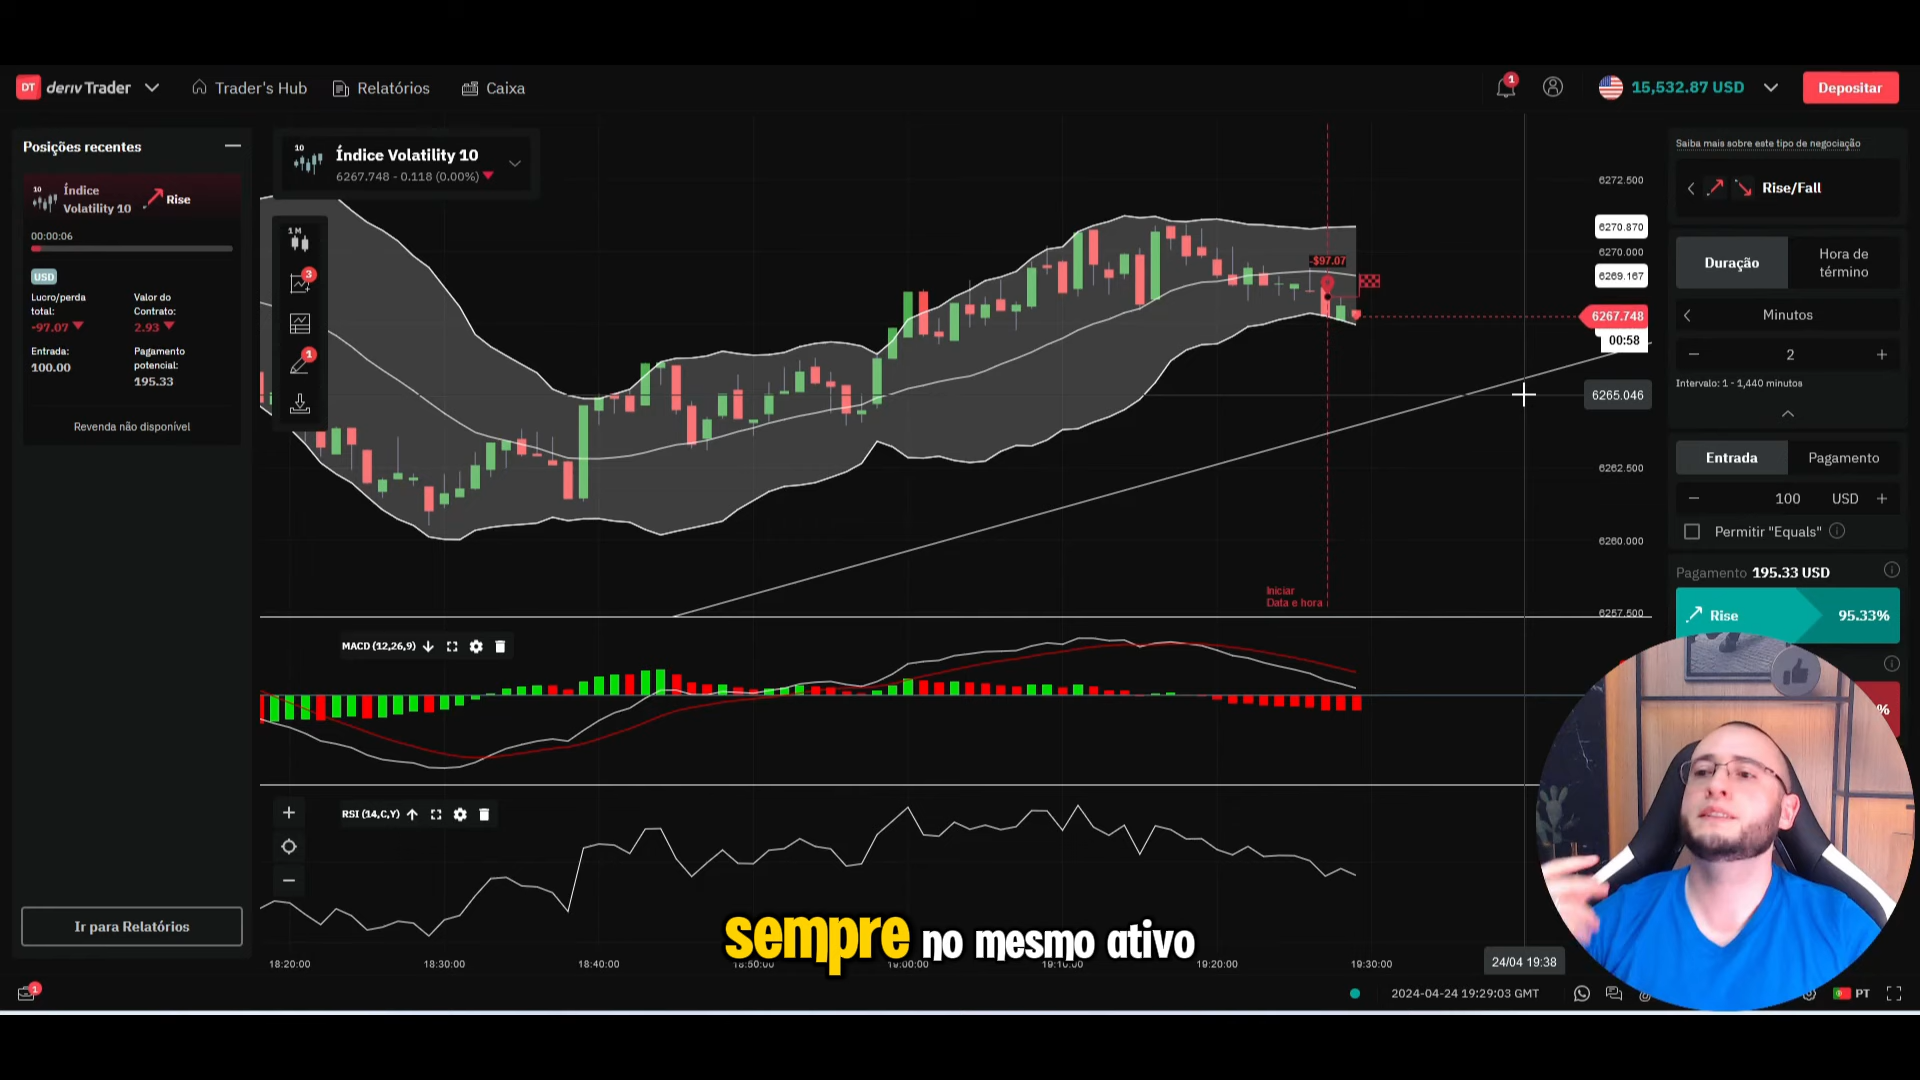 DT deriv Trader
Trader's Hub
Relatórios
Caixa
1
15,532.87 USD
Depositar
Posições recentes
10
Índice
Volatility 10
Rise
00:00:06
USD
Lucro/perda
total:
-97.07
Valor do
Contrato:
2.93
Entrada:
100.00
Pagamento
potencial:
195.33
Revenda não disponível
Ir para Relatórios
1
10
Índice Volatility 10
6267.748 - 0.118 (0.00%)
1M
3
1
-$97.07
Iniciar
Data e hora
6272.500
6270.870
6270.000
6269.167
6267.748
00:58
6265.046
6262.500
6260.000
6257.500
MACD (12,26,9)
RSI (14,C,Y)
sempre no mesmo ativo
18:20:00
18:30:00
18:40:00
18:50:00
19:00:00
19:10:00
19:20:00
19:30:00
24/04 19:38
2024-04-24 19:29:03 GMT
PT
Saiba mais sobre este tipo de negociação
Rise/Fall
Duração
Hora de
término
Minutos
2
Intervalo: 1 - 1,440 minutos
Entrada
Pagamento
100
USD
Permitir "Equals"
Pagamento 195.33 USD
Rise
95.33%
%